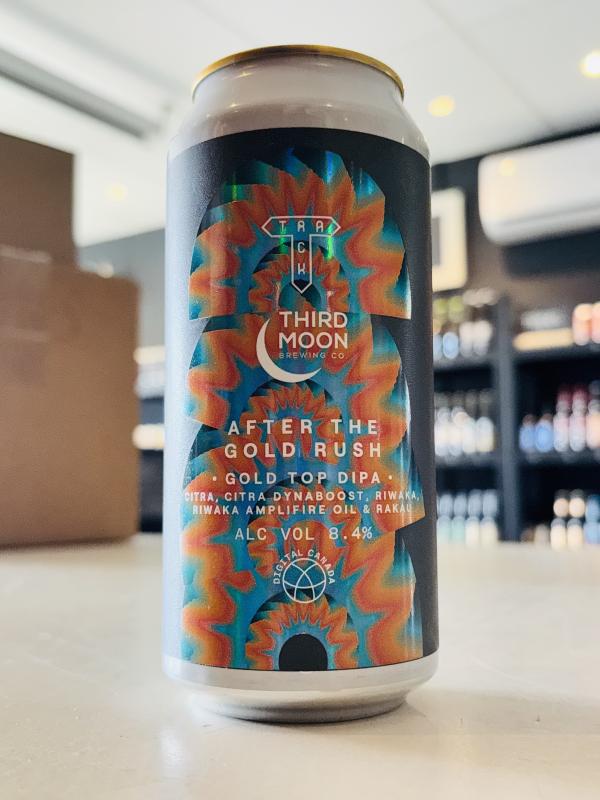 TRACK
THIRD
MOON
BREWING CO.
AFTER THE
GOLD RUSH
• GOLD TOP DIPA •
CITRA, CITRA DYNABOOST, RIWAKA,
RIWAKA AMPLIFIRE OIL & RAKAU
ALC VOL 8.4%
DIGITAL CANADA